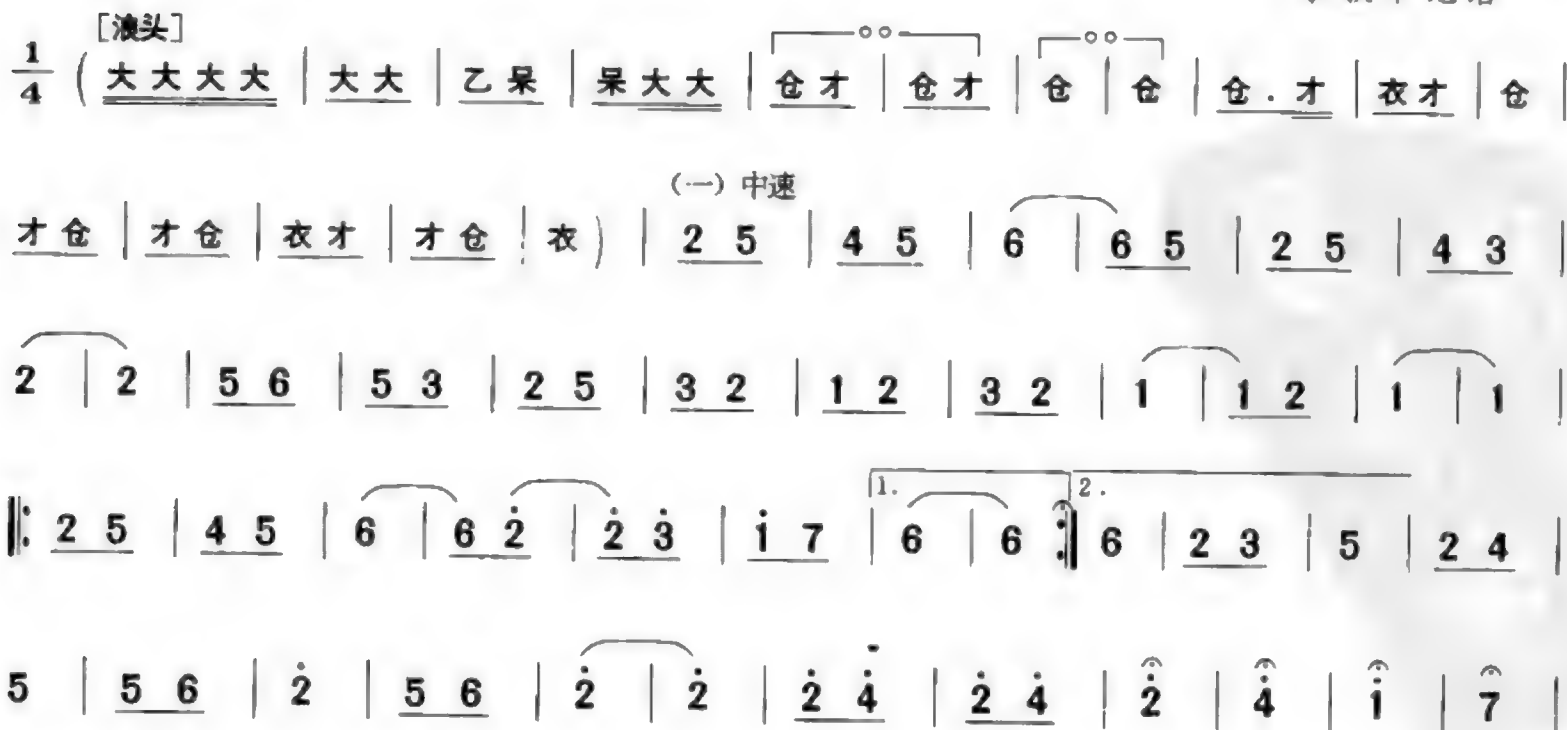 [浪头]
1/4 ( 大 大 大 大 | 大 大 | 乙 呆 | 呆 大 大 | 仓 才 | 仓 才 | 仓 | 仓 | 仓 . 才 | 衣 才 | 仓 |
(一) 中速
才 仓 | 才 仓 | 衣 才 | 才 仓 | 衣 ) | 2 5 | 4 5 | 6 | 6 5 | 2 5 | 4 3 |
2 | 2 | 5 6 | 5 3 | 2 5 | 3 2 | 1 2 | 3 2 | 1 | 1 2 | 1 | 1 |
1. 2.
‖: 2 5 | 4 5 | 6 | 6 2̇ | 2̇ 3̇ | 1̇ 7 | 6 | 6 :‖ 6 | 2 3 | 5 | 2 4 |
5 | 5 6 | 2̇ | 5 6 | 2̇ | 2̇ | 2̇ 4̇ | 2̇ 4̇ | 2̇ | 4̇ | 1̇ | 7 |